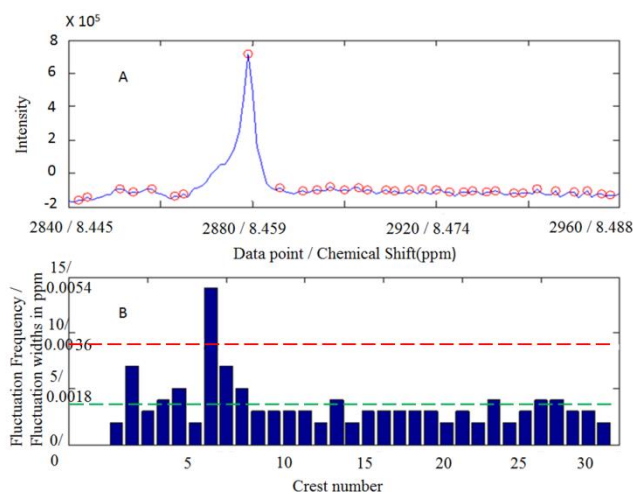 X 10⁵
8
A
6
4
2
0
-2
Intensity
2840 / 8.445 2880 / 8.459 2920 / 8.474 2960 / 8.488
Data point / Chemical Shift(ppm)
15/
0.0054
B
10/
0.0036
5/
0.0018
0/
Fluctuation Frequency /
Fluctuation widths in ppm
0 5 10 15 20 25 30
Crest number